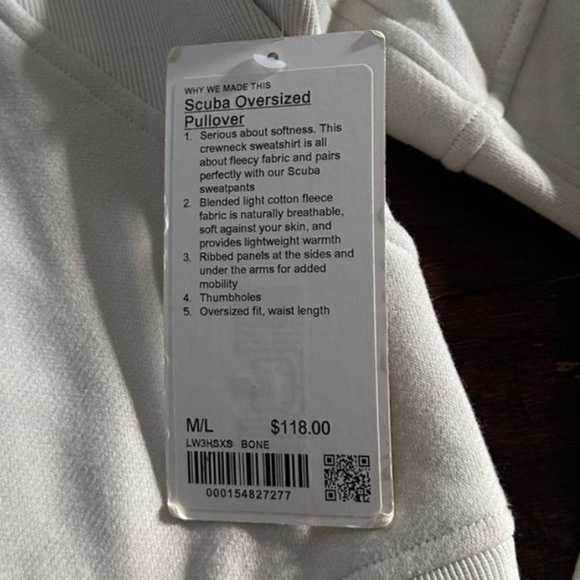 WHY WE MADE THIS
Scuba Oversized
Pullover
1. Serious about softness. This
crewneck sweatshirt is all
about fleecy fabric and pairs
perfectly with our Scuba
sweatpants
2. Blended light cotton fleece
fabric is naturally breathable,
soft against your skin, and
provides lightweight warmth
3. Ribbed panels at the sides and
under the arms for added
mobility
4. Thumbholes
5. Oversized fit, waist length
M/L $118.00
LW3HSXS BONE
000154827277